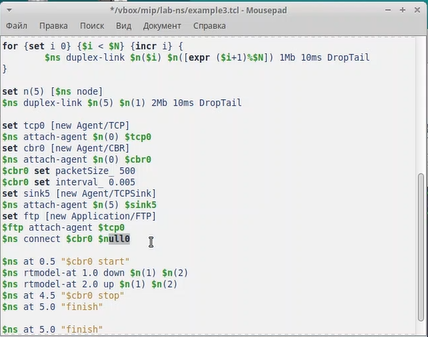 */vbox/mip/lab-ns/example3.tcl - Mousepad
Файл Правка Поиск Вид Документ Справка
for {set i 0} {$i < $N} {incr i} {
$ns duplex-link $n($i) $n([expr ($i+1)%$N]) 1Mb 10ms DropTail
}
set n(5) [$ns node]
$ns duplex-link $n(5) $n(1) 2Mb 10ms DropTail
set tcp0 [new Agent/TCP]
$ns attach-agent $n(0) $tcp0
set cbr0 [new Agent/CBR]
$ns attach-agent $n(0) $cbr0
$cbr0 set packetSize_ 500
$cbr0 set interval_ 0.005
set sink5 [new Agent/TCPSink]
$ns attach-agent $n(5) $sink5
set ftp [new Application/FTP]
$ftp attach-agent $tcp0
$ns connect $cbr0 $null0
$ns at 0.5 "$cbr0 start"
$ns rtmodel-at 1.0 down $n(1) $n(2)
$ns rtmodel-at 2.0 up $n(1) $n(2)
$ns at 4.5 "$cbr0 stop"
$ns at 5.0 "finish"
$ns at 5.0 "finish"